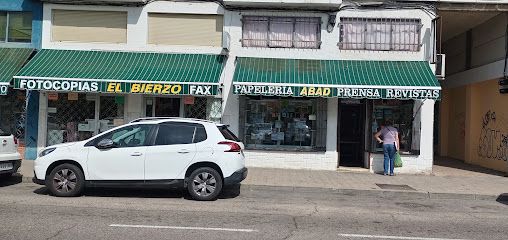 FOTOCOPIAS EL BIERZO FAX
PAPELERIA ABAD PRENSA REVISTAS